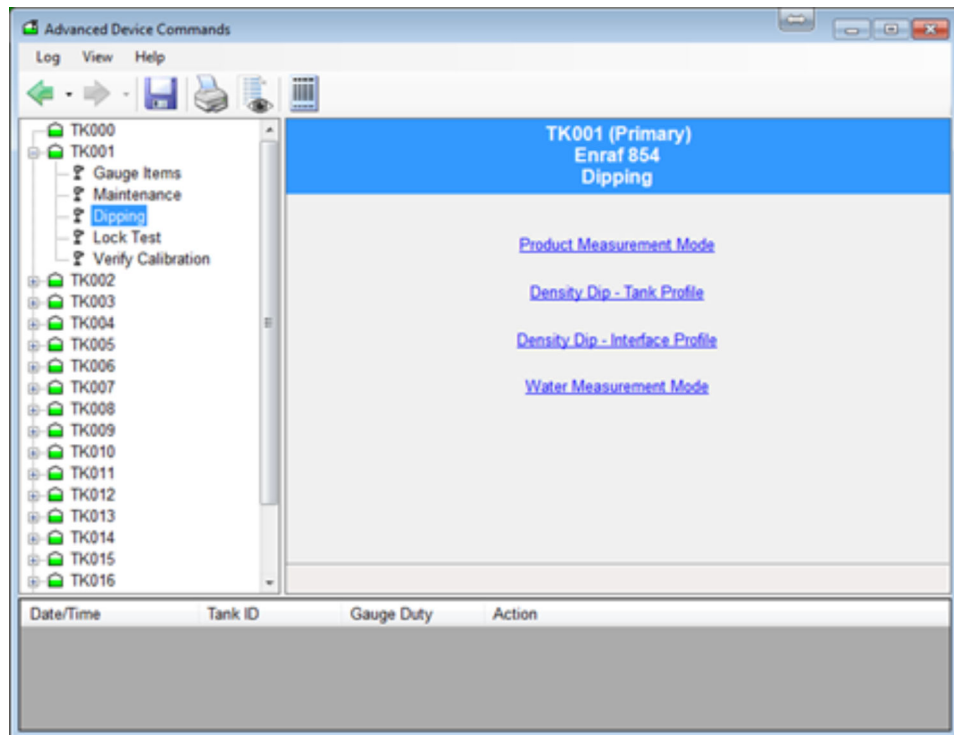 Advanced Device Commands
Log View Help
TK000
TK001
Gauge Items
Maintenance
Dipping
Lock Test
Verify Calibration
TK002
TK003
TK004
TK005
TK006
TK007
TK008
TK009
TK010
TK011
TK012
TK013
TK014
TK015
TK016
TK001 (Primary)
Enraf 854
Dipping
Product Measurement Mode
Density Dip - Tank Profile
Density Dip - Interface Profile
Water Measurement Mode
Date/Time Tank ID Gauge Duty Action